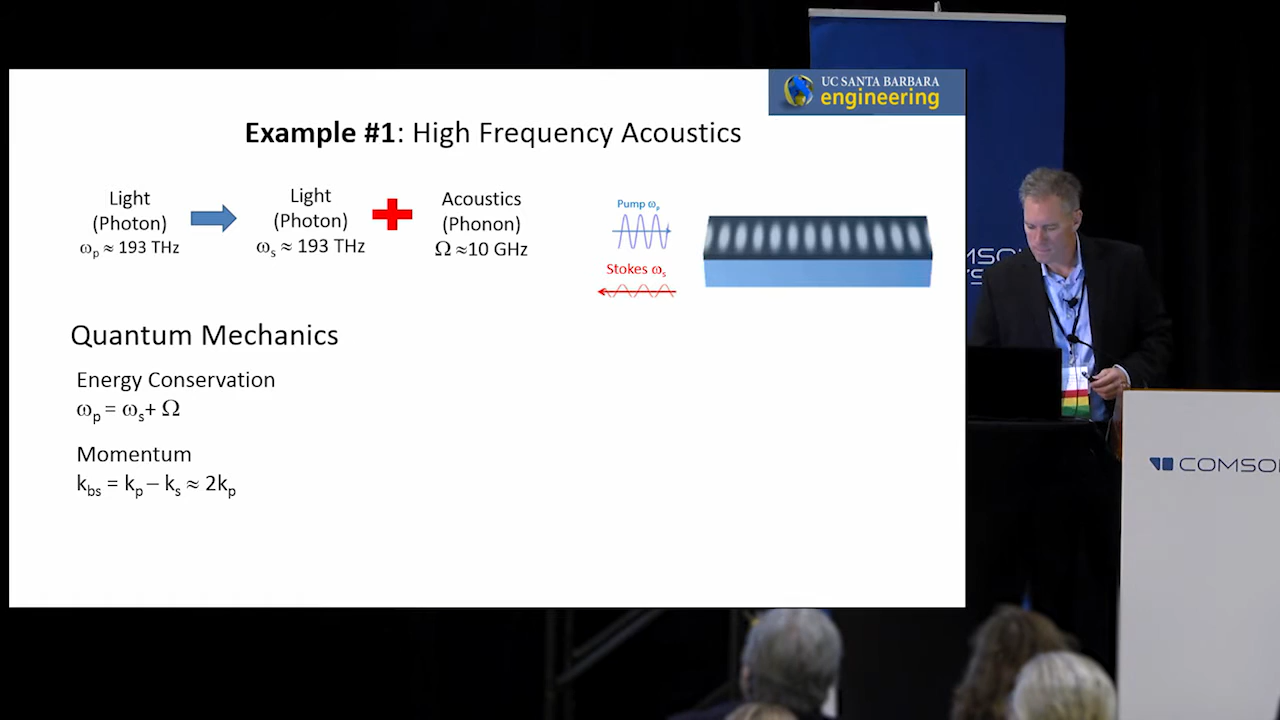 UC SANTA BARBARA
engineering
Example #1: High Frequency Acoustics
Light
(Photon)
ωp ≈ 193 THz
Light
(Photon)
ωs ≈ 193 THz
Acoustics
(Phonon)
Ω ≈10 GHz
Pump ωp
Stokes ωs
Quantum Mechanics
Energy Conservation
ωp = ωs+ Ω
Momentum
kbs = kp – ks ≈ 2kp
COMSO